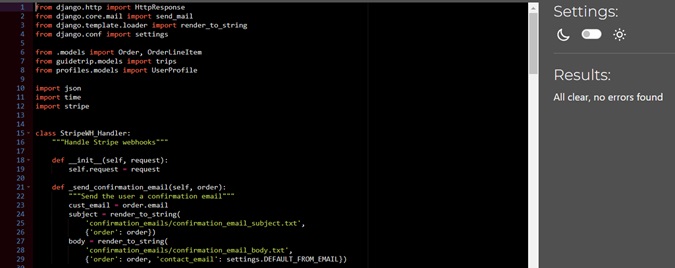 1 from django.http import HttpResponse
2 from django.core.mail import send_mail
3 from django.template.loader import render_to_string
4 from django.conf import settings
5
6 from .models import Order, OrderLineItem
7 from guidetrip.models import trips
8 from profiles.models import UserProfile
9
10 import json
11 import time
12 import stripe
13
14
15 class StripeWH_Handler:
16 """Handle Stripe webhooks"""
17
18 def __init__(self, request):
19 self.request = request
20
21 def _send_confirmation_email(self, order):
22 """Send the user a confirmation email"""
23 cust_email = order.email
24 subject = render_to_string(
25 'confirmation_emails/confirmation_email_subject.txt',
26 {'order': order})
27 body = render_to_string(
28 'confirmation_emails/confirmation_email_body.txt',
29 {'order': order, 'contact_email': settings.DEFAULT_FROM_EMAIL})
Settings:
Results:
All clear, no errors found